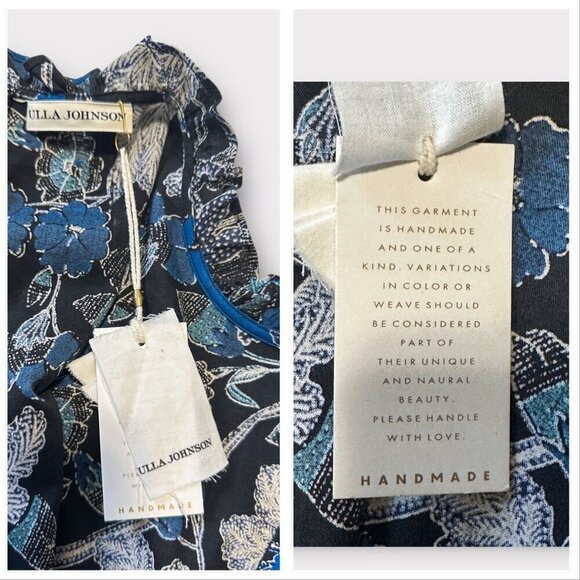 ULLA JOHNSON
ULLA JOHNSON
PLE
W
HANDMADE
THIS GARMENT
IS HANDMADE
AND ONE OF A
KIND. VARIATIONS
IN COLOR OR
WEAVE SHOULD
BE CONSIDERED
PART OF
THEIR UNIQUE
AND NAURAL
BEAUTY.
PLEASE HANDLE
WITH LOVE.
HANDMADE